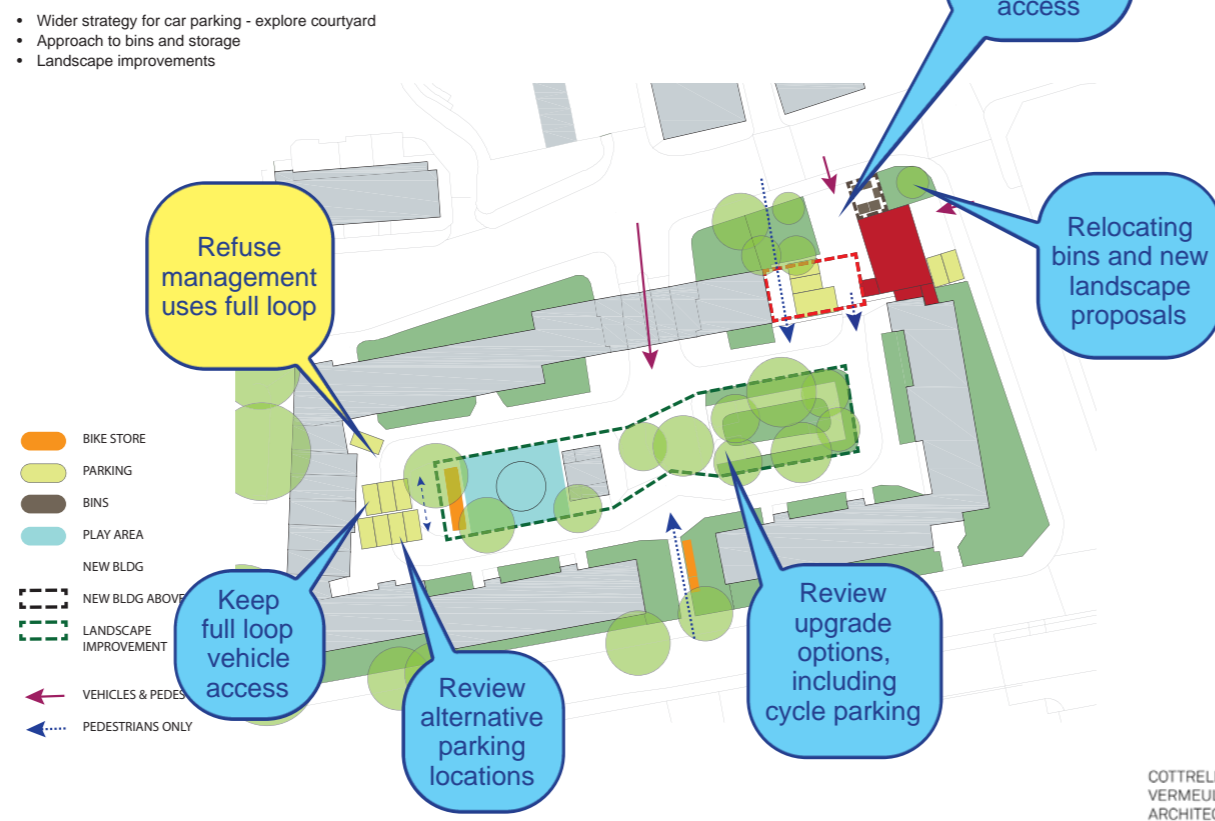 • Wider strategy for car parking - explore courtyard
• Approach to bins and storage
• Landscape improvements
access
Refuse
management
uses full loop
Relocating
bins and new
landscape
proposals
BIKE STORE
PARKING
BINS
PLAY AREA
NEW BLDG
NEW BLDG ABOVE
LANDSCAPE
IMPROVEMENT
VEHICLES & PEDES
PEDESTRIANS ONLY
Keep
full loop
vehicle
access
Review
alternative
parking
locations
Review
upgrade
options,
including
cycle parking
COTTRELL
VERMEUL
ARCHITEC